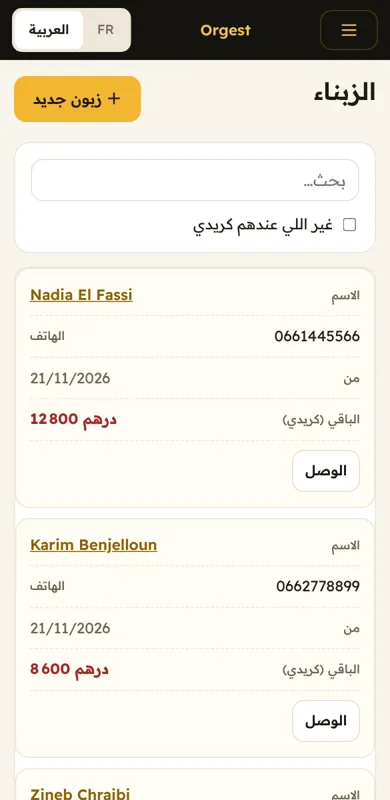 العربية FR Orgest
الزبناء
+ زبون جديد
بحث...
غير اللي عندهم كريدي
الاسم Nadia El Fassi
الهاتف 0661445566
من 21/11/2026
الباقي (كريدي) 12 800 درهم
الوصل
الاسم Karim Benjelloun
الهاتف 0662778899
من 21/11/2026
الباقي (كريدي) 8 600 درهم
الوصل
الاسم Zineb Chraibi